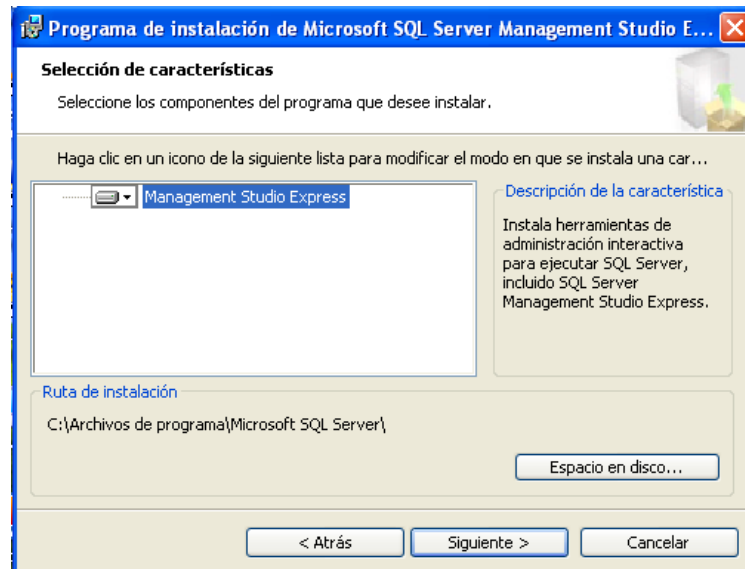 Programa de instalación de Microsoft SQL Server Management Studio E...
Selección de características
Seleccione los componentes del programa que desee instalar.
Haga clic en un icono de la siguiente lista para modificar el modo en que se instala una car...
Management Studio Express
Descripción de la característica
Instala herramientas de
administración interactiva
para ejecutar SQL Server,
incluido SQL Server
Management Studio Express.
Ruta de instalación
C:\Archivos de programa\Microsoft SQL Server\
Espacio en disco...
< Atrás
Siguiente >
Cancelar